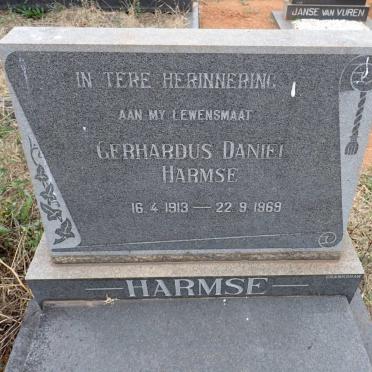 JANSE VAN VUREN
IN TERE HERINNERING
AAN MY LEWENSMAAT
GERHARDUS DANIEL
HARMSE
16.4.1913 — 22.9.1969
HARMSE